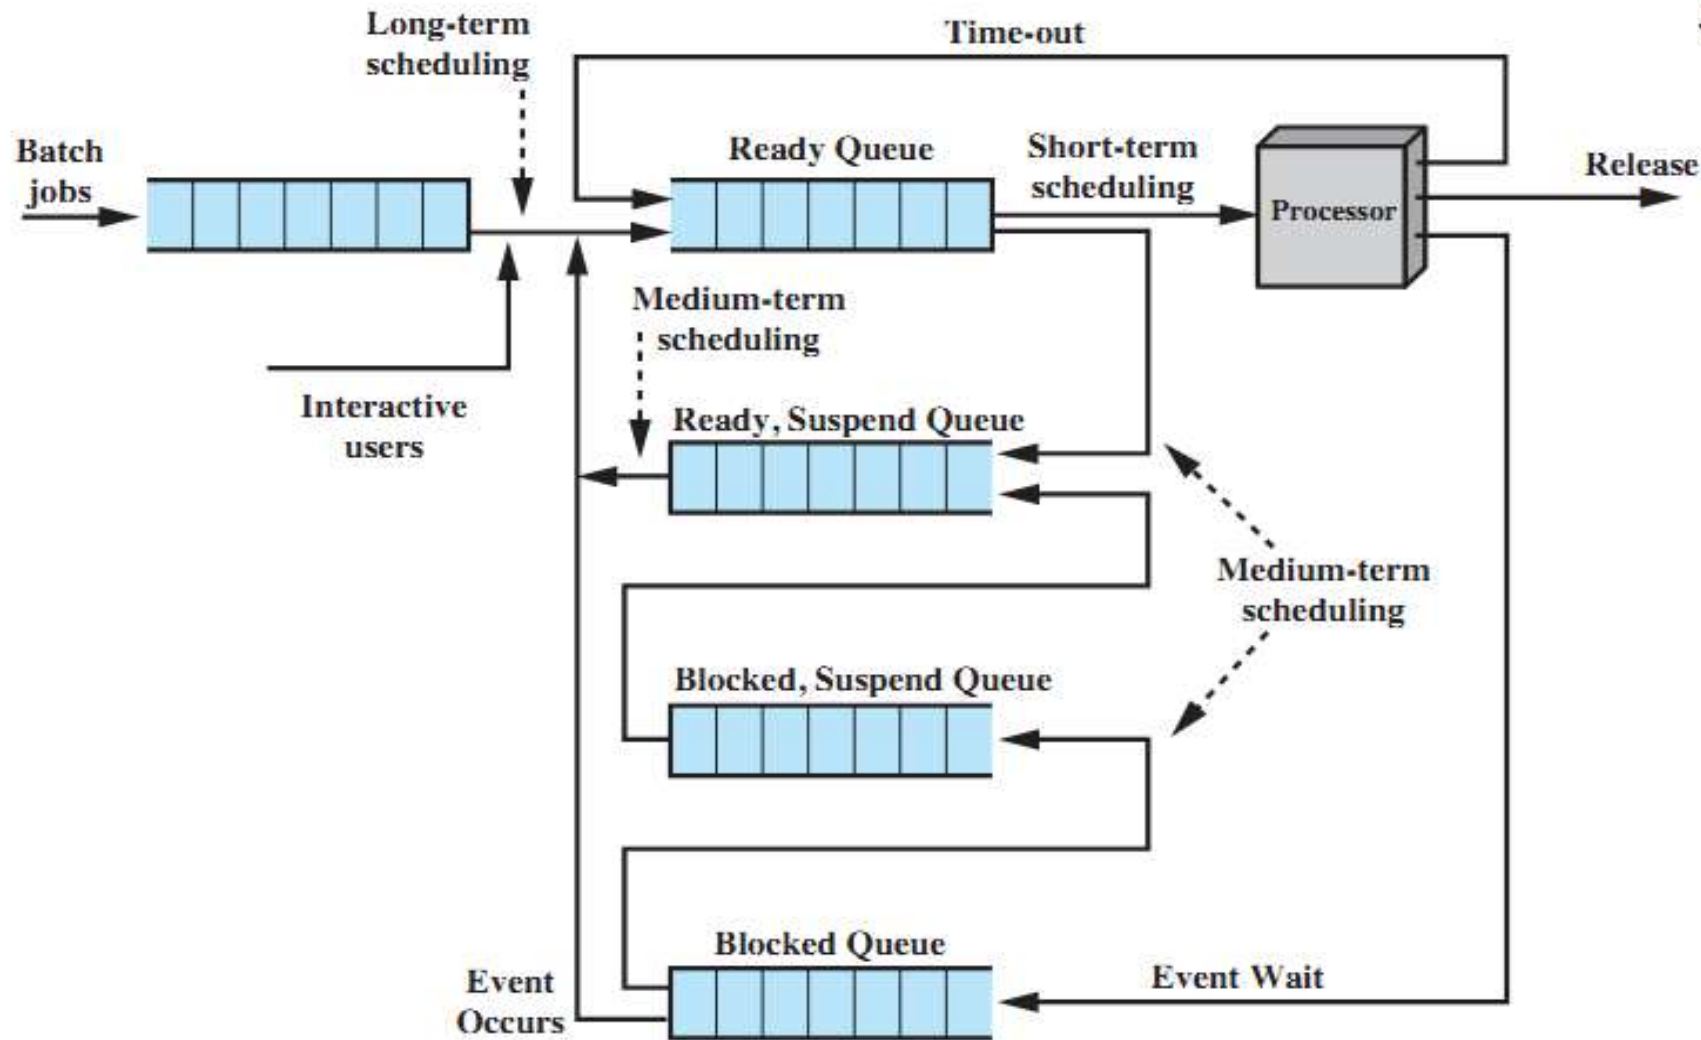 Long-term
scheduling
Time-out
Batch
jobs
Ready Queue
Short-term
scheduling
Processor
Release
Medium-term
scheduling
Interactive
users
Ready, Suspend Queue
Medium-term
scheduling
Blocked, Suspend Queue
Blocked Queue
Event
Occurs
Event Wait